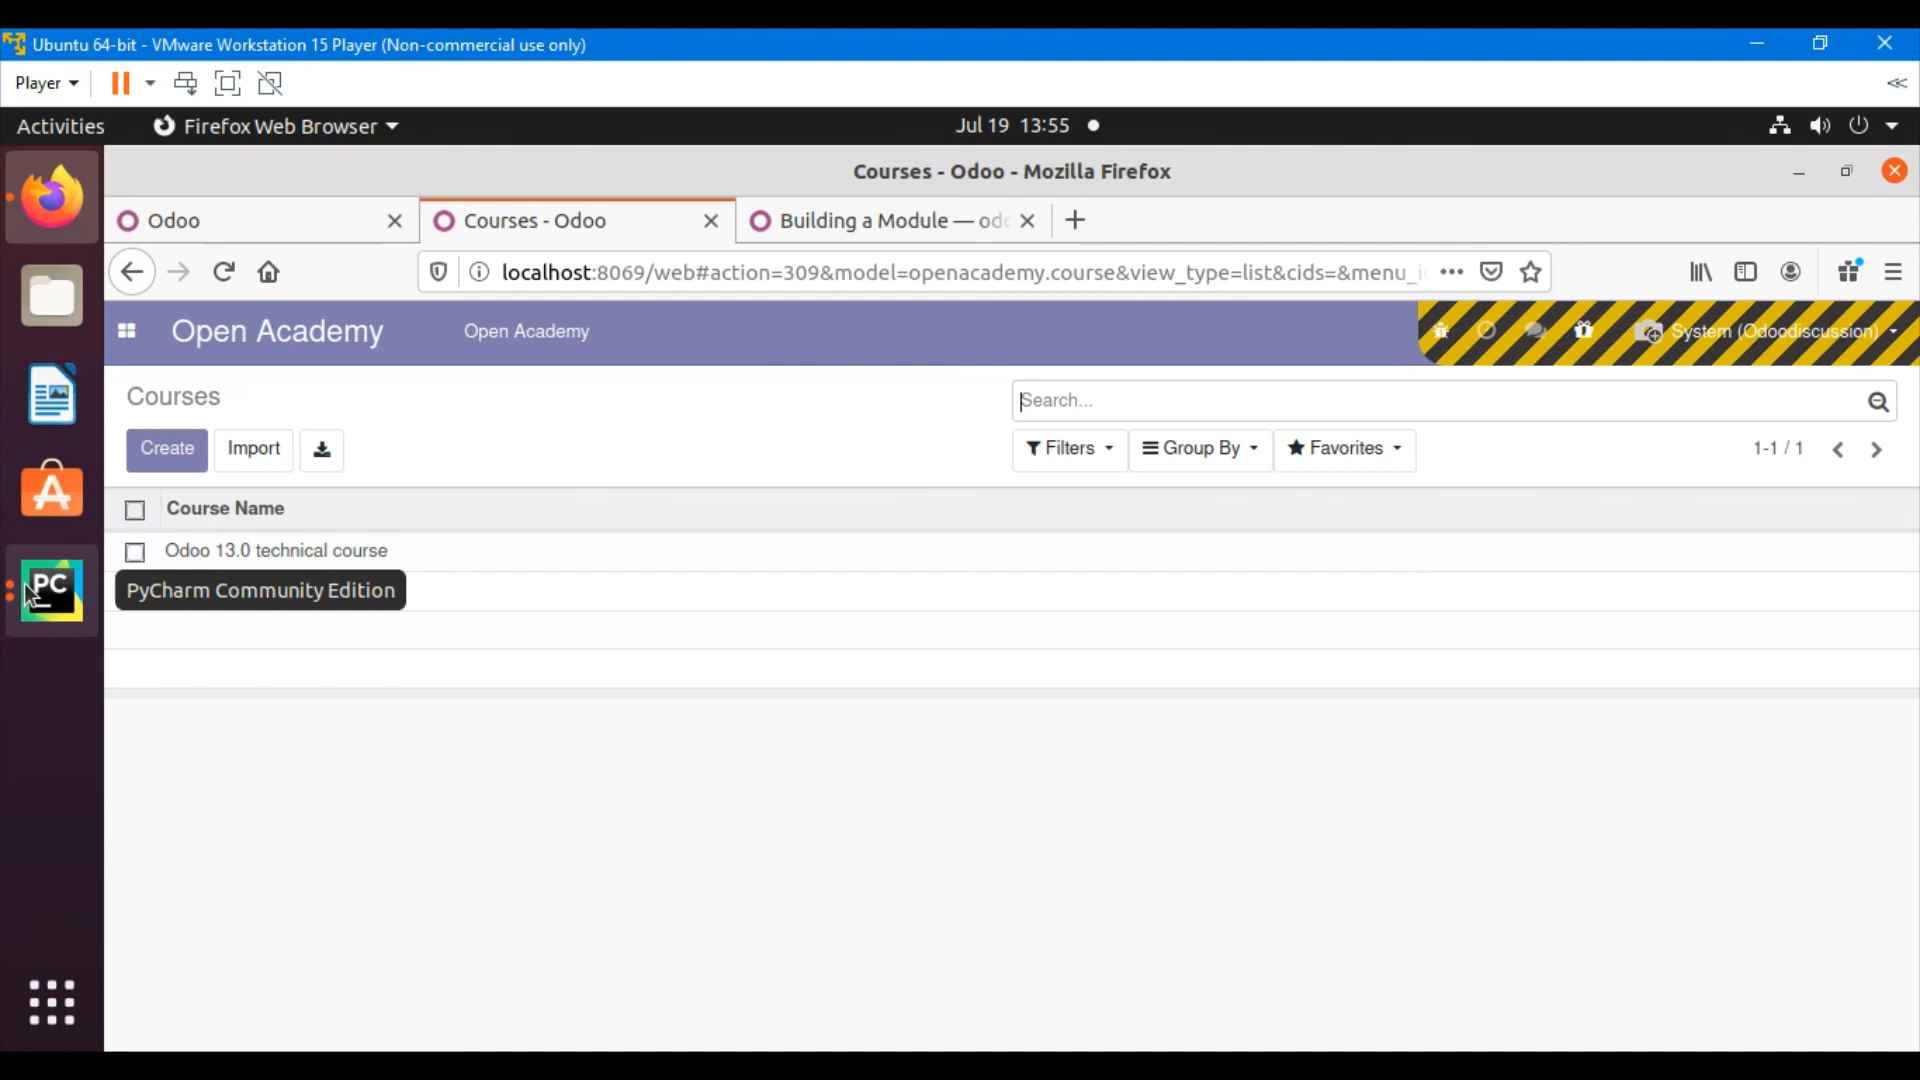 Ubuntu 64-bit - VMware Workstation 15 Player (Non-commercial use only)
Player
Activities
Firefox Web Browser
Jul 19 13:55
Courses - Odoo - Mozilla Firefox
Odoo
Courses - Odoo
Building a Module — odo
localhost:8069/web#action=309&model=openacademy.course&view_type=list&cids=&menu_i
Open Academy
Open Academy
System (Odoodiscussion)
Courses
Search...
Create
Import
Filters
Group By
Favorites
1-1 / 1
Course Name
Odoo 13.0 technical course
PC
PyCharm Community Edition